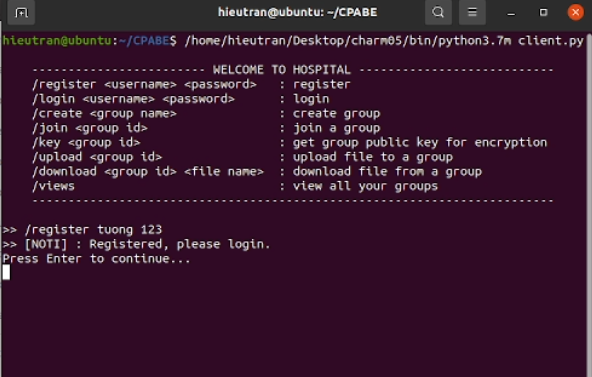 hieutran@ubuntu: ~/CPABE
hieutran@ubuntu:~/CPABE$ /home/hieutran/Desktop/charm05/bin/python3.7m client.py
------------------------ WELCOME TO HOSPITAL ---------------------------
/register <username> <password>   : register
/login <username> <password>      : login
/create <group name>              : create group
/join <group id>                  : join a group
/key <group id>                   : get group public key for encryption
/upload <group id>                : upload file to a group
/download <group id> <file name>  : download file from a group
/views                            : view all your groups
------------------------------------------------------------------------
>> /register tuong 123
>> [NOTI] : Registered, please login.
Press Enter to continue...